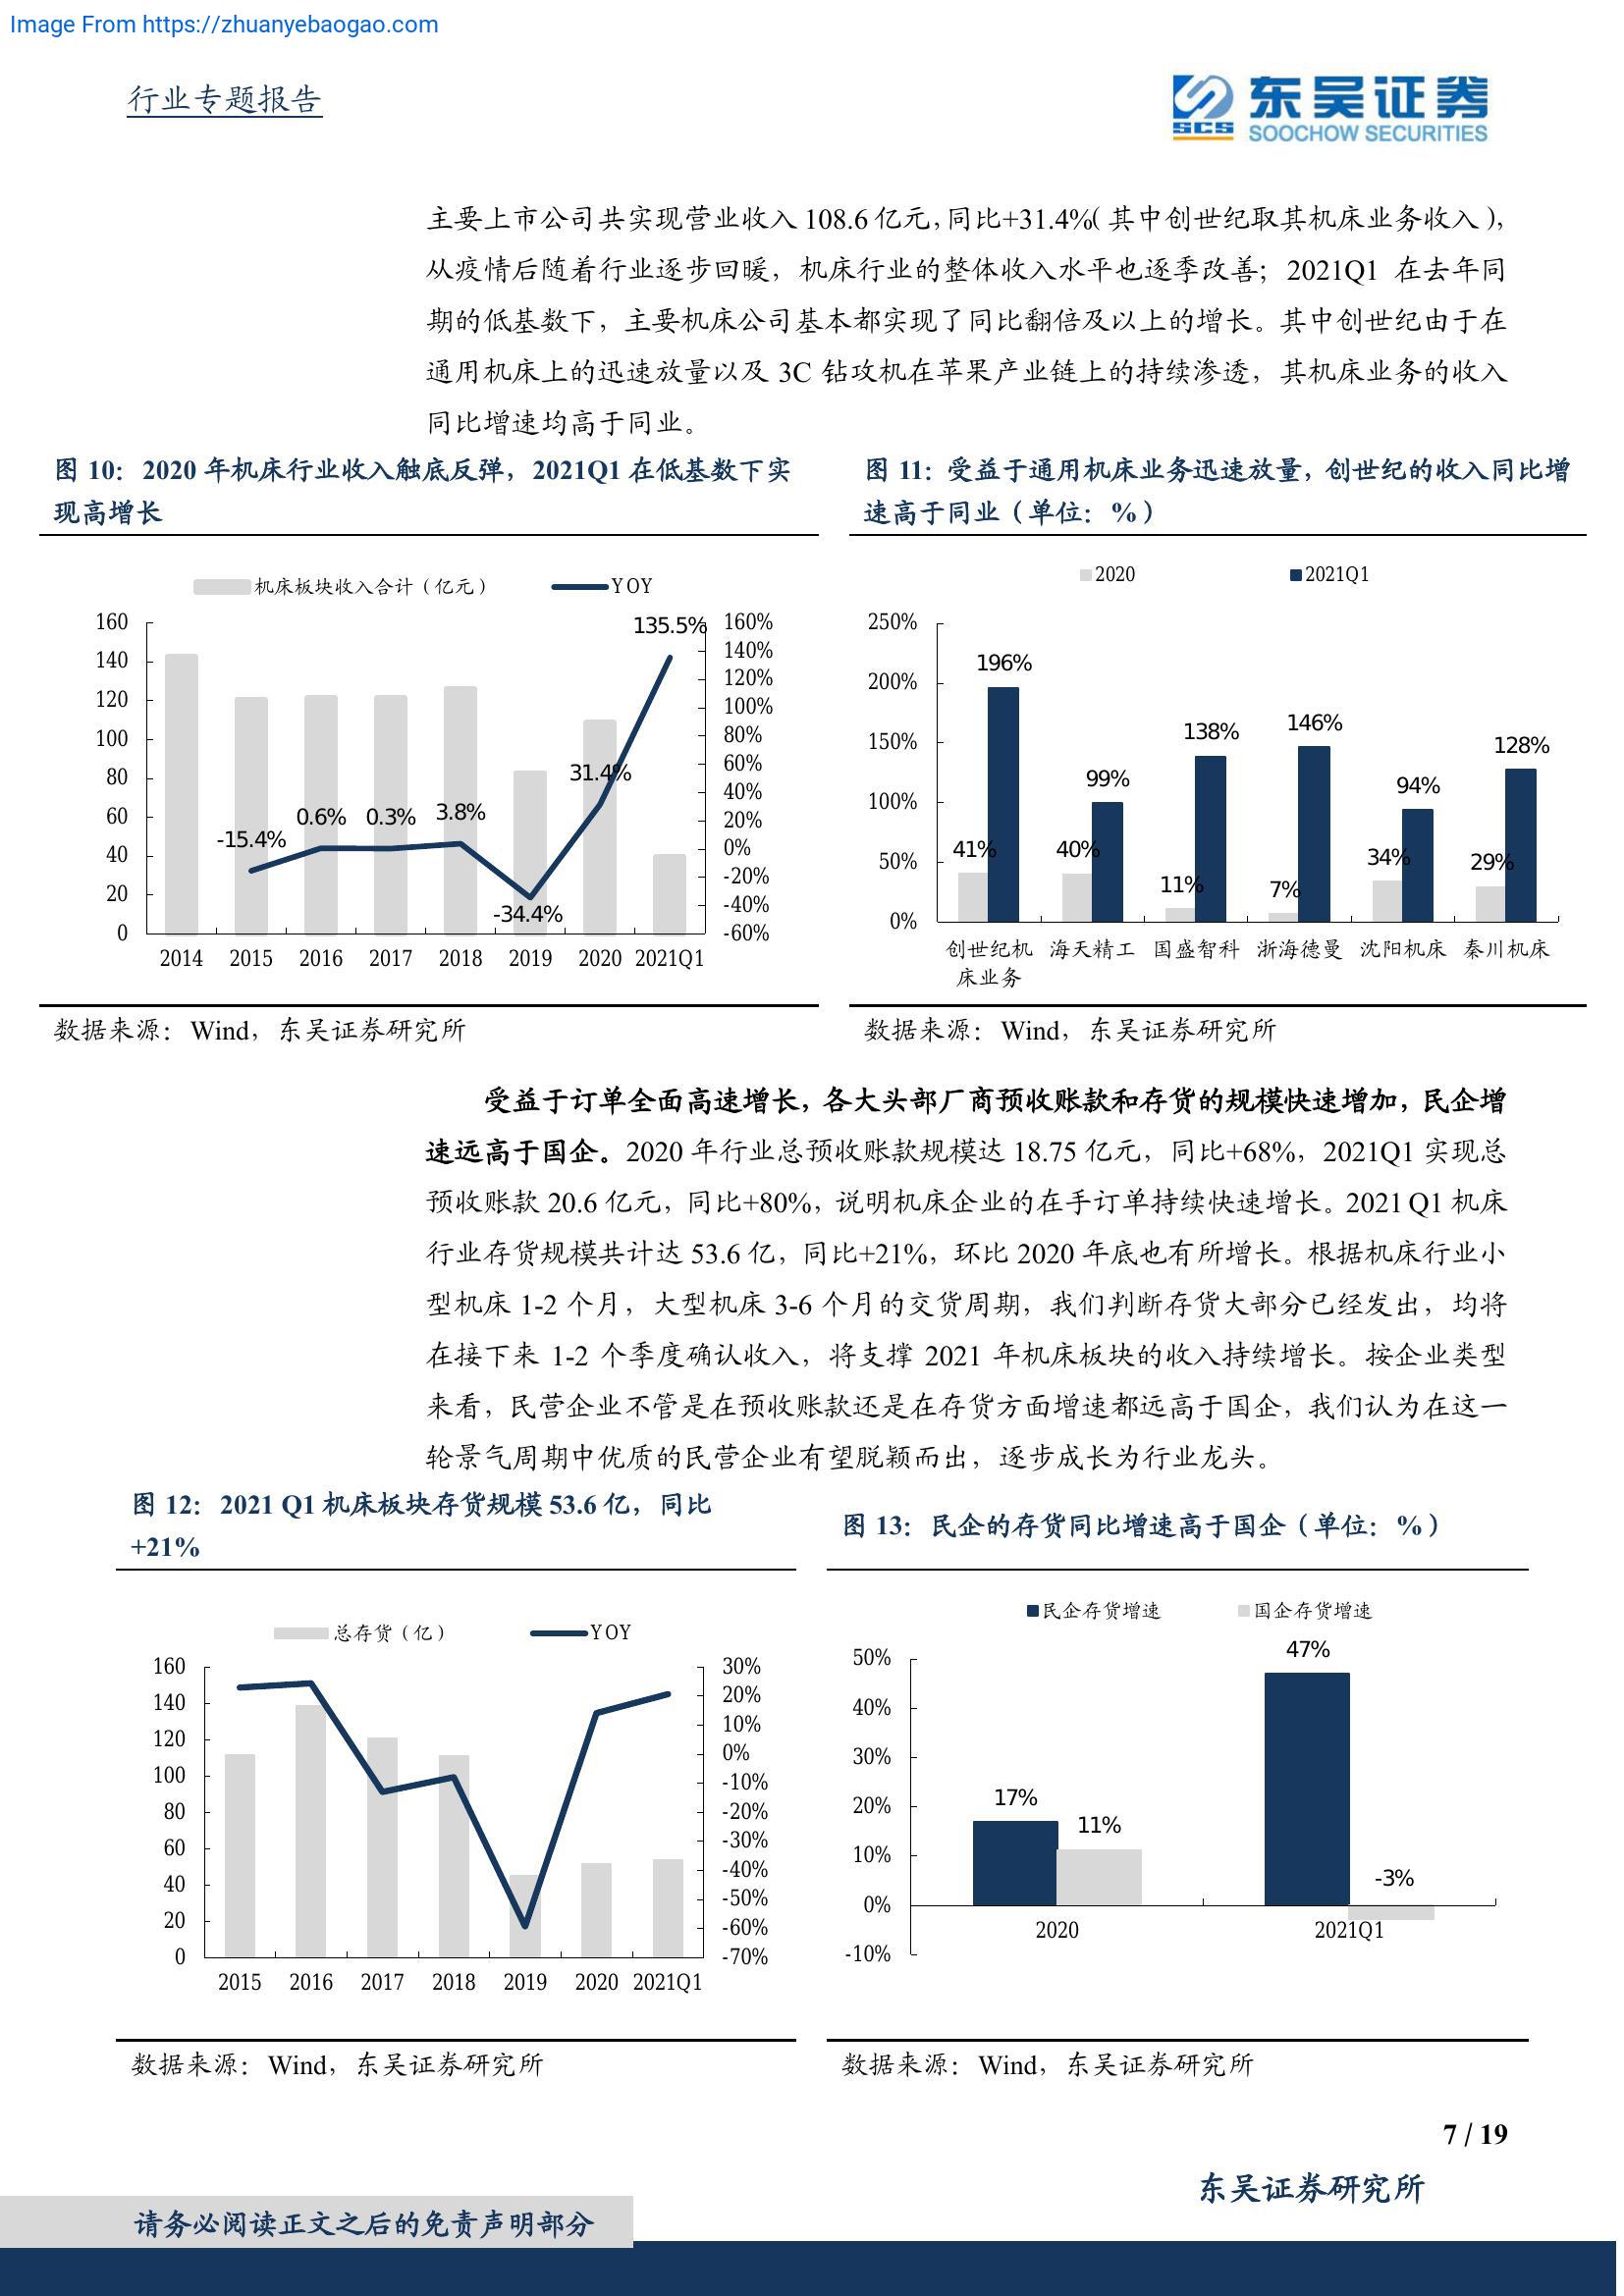 Image From https://zhuanyebaogao.com
行业专题报告
东吴证券
SCS
SOOCHOW SECURITIES
主要上市公司共实现营业收入 108.6 亿元，同比+31.4%（其中创世纪取其机床业务收入），
从疫情后随着行业逐步回暖，机床行业的整体收入水平也逐季改善；2021Q1 在去年同
期的低基数下，主要机床公司基本都实现了同比翻倍及以上的增长。其中创世纪由于在
通用机床上的迅速放量以及 3C 钻攻机在苹果产业链上的持续渗透，其机床业务的收入
同比增速均高于同业。
图 10：2020 年机床行业收入触底反弹，2021Q1 在低基数下实
现高增长
机床板块收入合计（亿元） YOY
160
140
120
100
80
60
40
20
0
160%
140%
120%
100%
80%
60%
40%
20%
0%
-20%
-40%
-60%
-15.4% 0.6% 0.3% 3.8% -34.4% 31.4% 135.5%
2014 2015 2016 2017 2018 2019 2020 2021Q1
数据来源：Wind，东吴证券研究所
图 11：受益于通用机床业务迅速放量，创世纪的收入同比增
速高于同业（单位：%）
2020 2021Q1
250%
200%
150%
100%
50%
0%
41% 196% 40% 99% 11% 138% 7% 146% 34% 94% 29% 128%
创世纪机 海天精工 国盛智科 浙海德曼 沈阳机床 秦川机床
床业务
数据来源：Wind，东吴证券研究所
受益于订单全面高速增长，各大头部厂商预收账款和存货的规模快速增加，民企增
速远高于国企。2020 年行业总预收账款规模达 18.75 亿元，同比+68%，2021Q1 实现总
预收账款 20.6 亿元，同比+80%，说明机床企业的在手订单持续快速增长。2021 Q1 机床
行业存货规模共计达 53.6 亿，同比+21%，环比 2020 年底也有所增长。根据机床行业小
型机床 1-2 个月，大型机床 3-6 个月的交货周期，我们判断存货大部分已经发出，均将
在接下来 1-2 个季度确认收入，将支撑 2021 年机床板块的收入持续增长。按企业类型
来看，民营企业不管是在预收账款还是在存货方面增速都远高于国企，我们认为在这一
轮景气周期中优质的民营企业有望脱颖而出，逐步成长为行业龙头。
图 12：2021 Q1 机床板块存货规模 53.6 亿，同比
+21%
总存货（亿） YOY
160
140
120
100
80
60
40
20
0
30%
20%
10%
0%
-10%
-20%
-30%
-40%
-50%
-60%
-70%
2015 2016 2017 2018 2019 2020 2021Q1
数据来源：Wind，东吴证券研究所
图 13：民企的存货同比增速高于国企（单位：%）
民企存货增速 国企存货增速
50%
40%
30%
20%
10%
0%
-10%
17% 11% 47% -3%
2020 2021Q1
数据来源：Wind，东吴证券研究所
7 / 19
东吴证券研究所
请务必阅读正文之后的免责声明部分